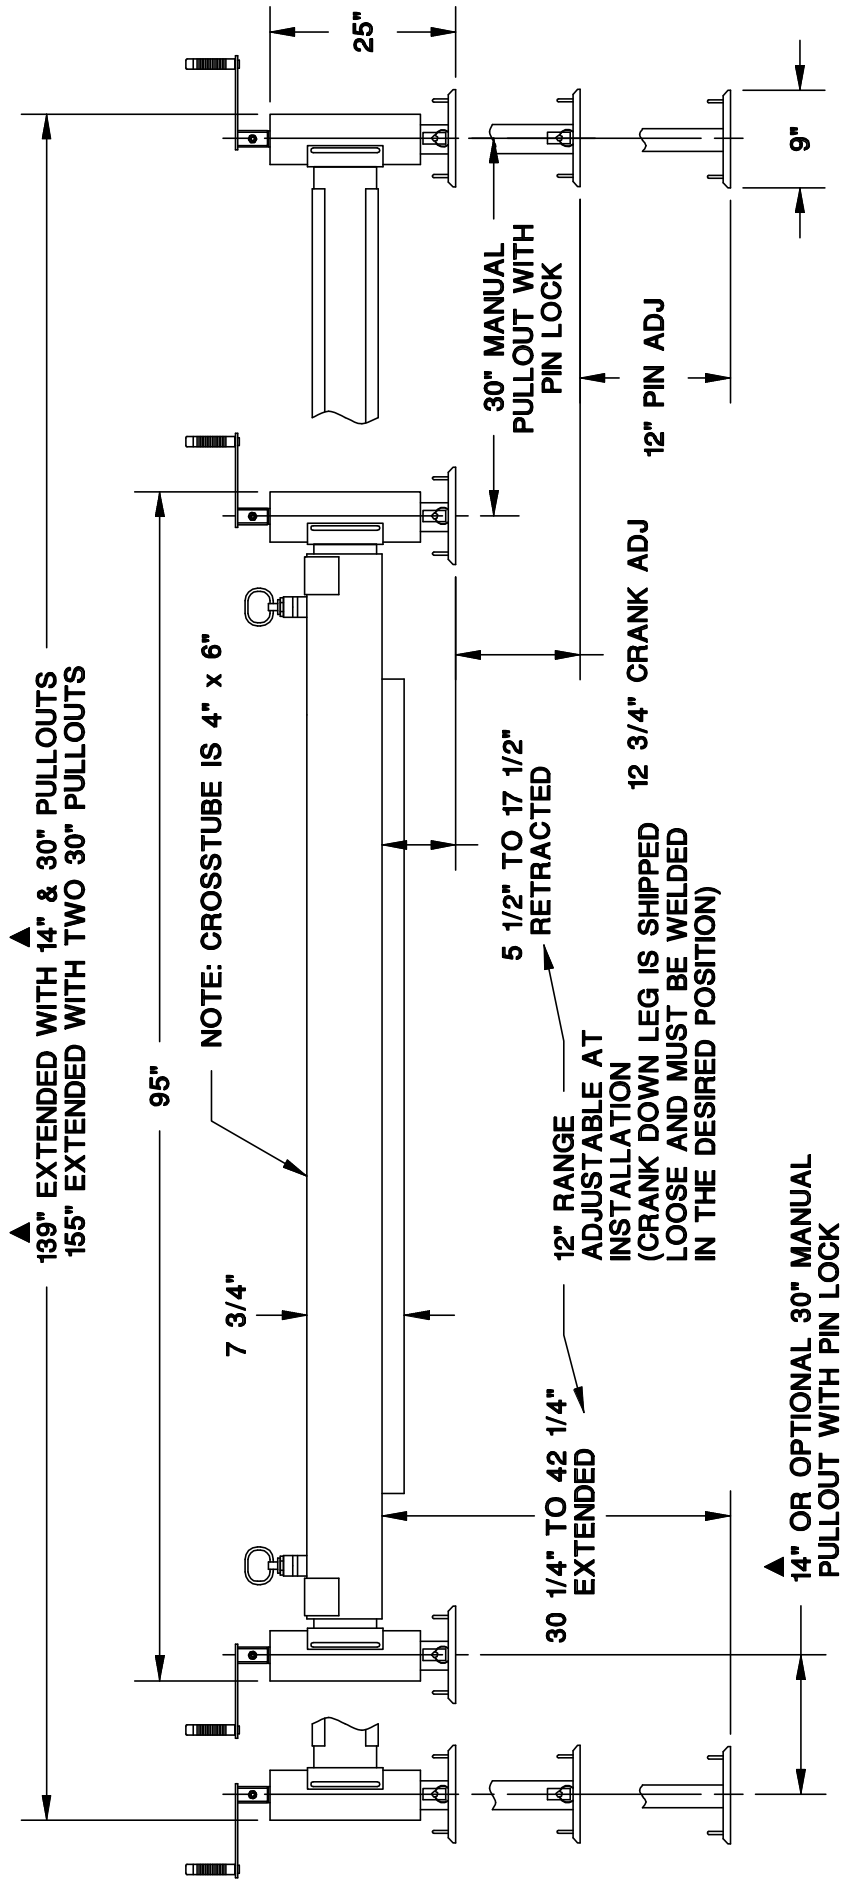 139" EXTENDED WITH 14" & 30" PULLOUTS
155" EXTENDED WITH TWO 30" PULLOUTS
95"
NOTE: CROSSTUBE IS 4" x 6"
25"
7 3/4"
30" MANUAL
PULLOUT WITH
PIN LOCK
5 1/2" TO 17 1/2"
RETRACTED
30 1/4" TO 42 1/4"
EXTENDED
12" RANGE
ADJUSTABLE AT
INSTALLATION
(CRANK DOWN LEG IS SHIPPED
LOOSE AND MUST BE WELDED
IN THE DESIRED POSITION)
12 3/4" CRANK ADJ
12" PIN ADJ
9"
14" OR OPTIONAL 30" MANUAL
PULLOUT WITH PIN LOCK